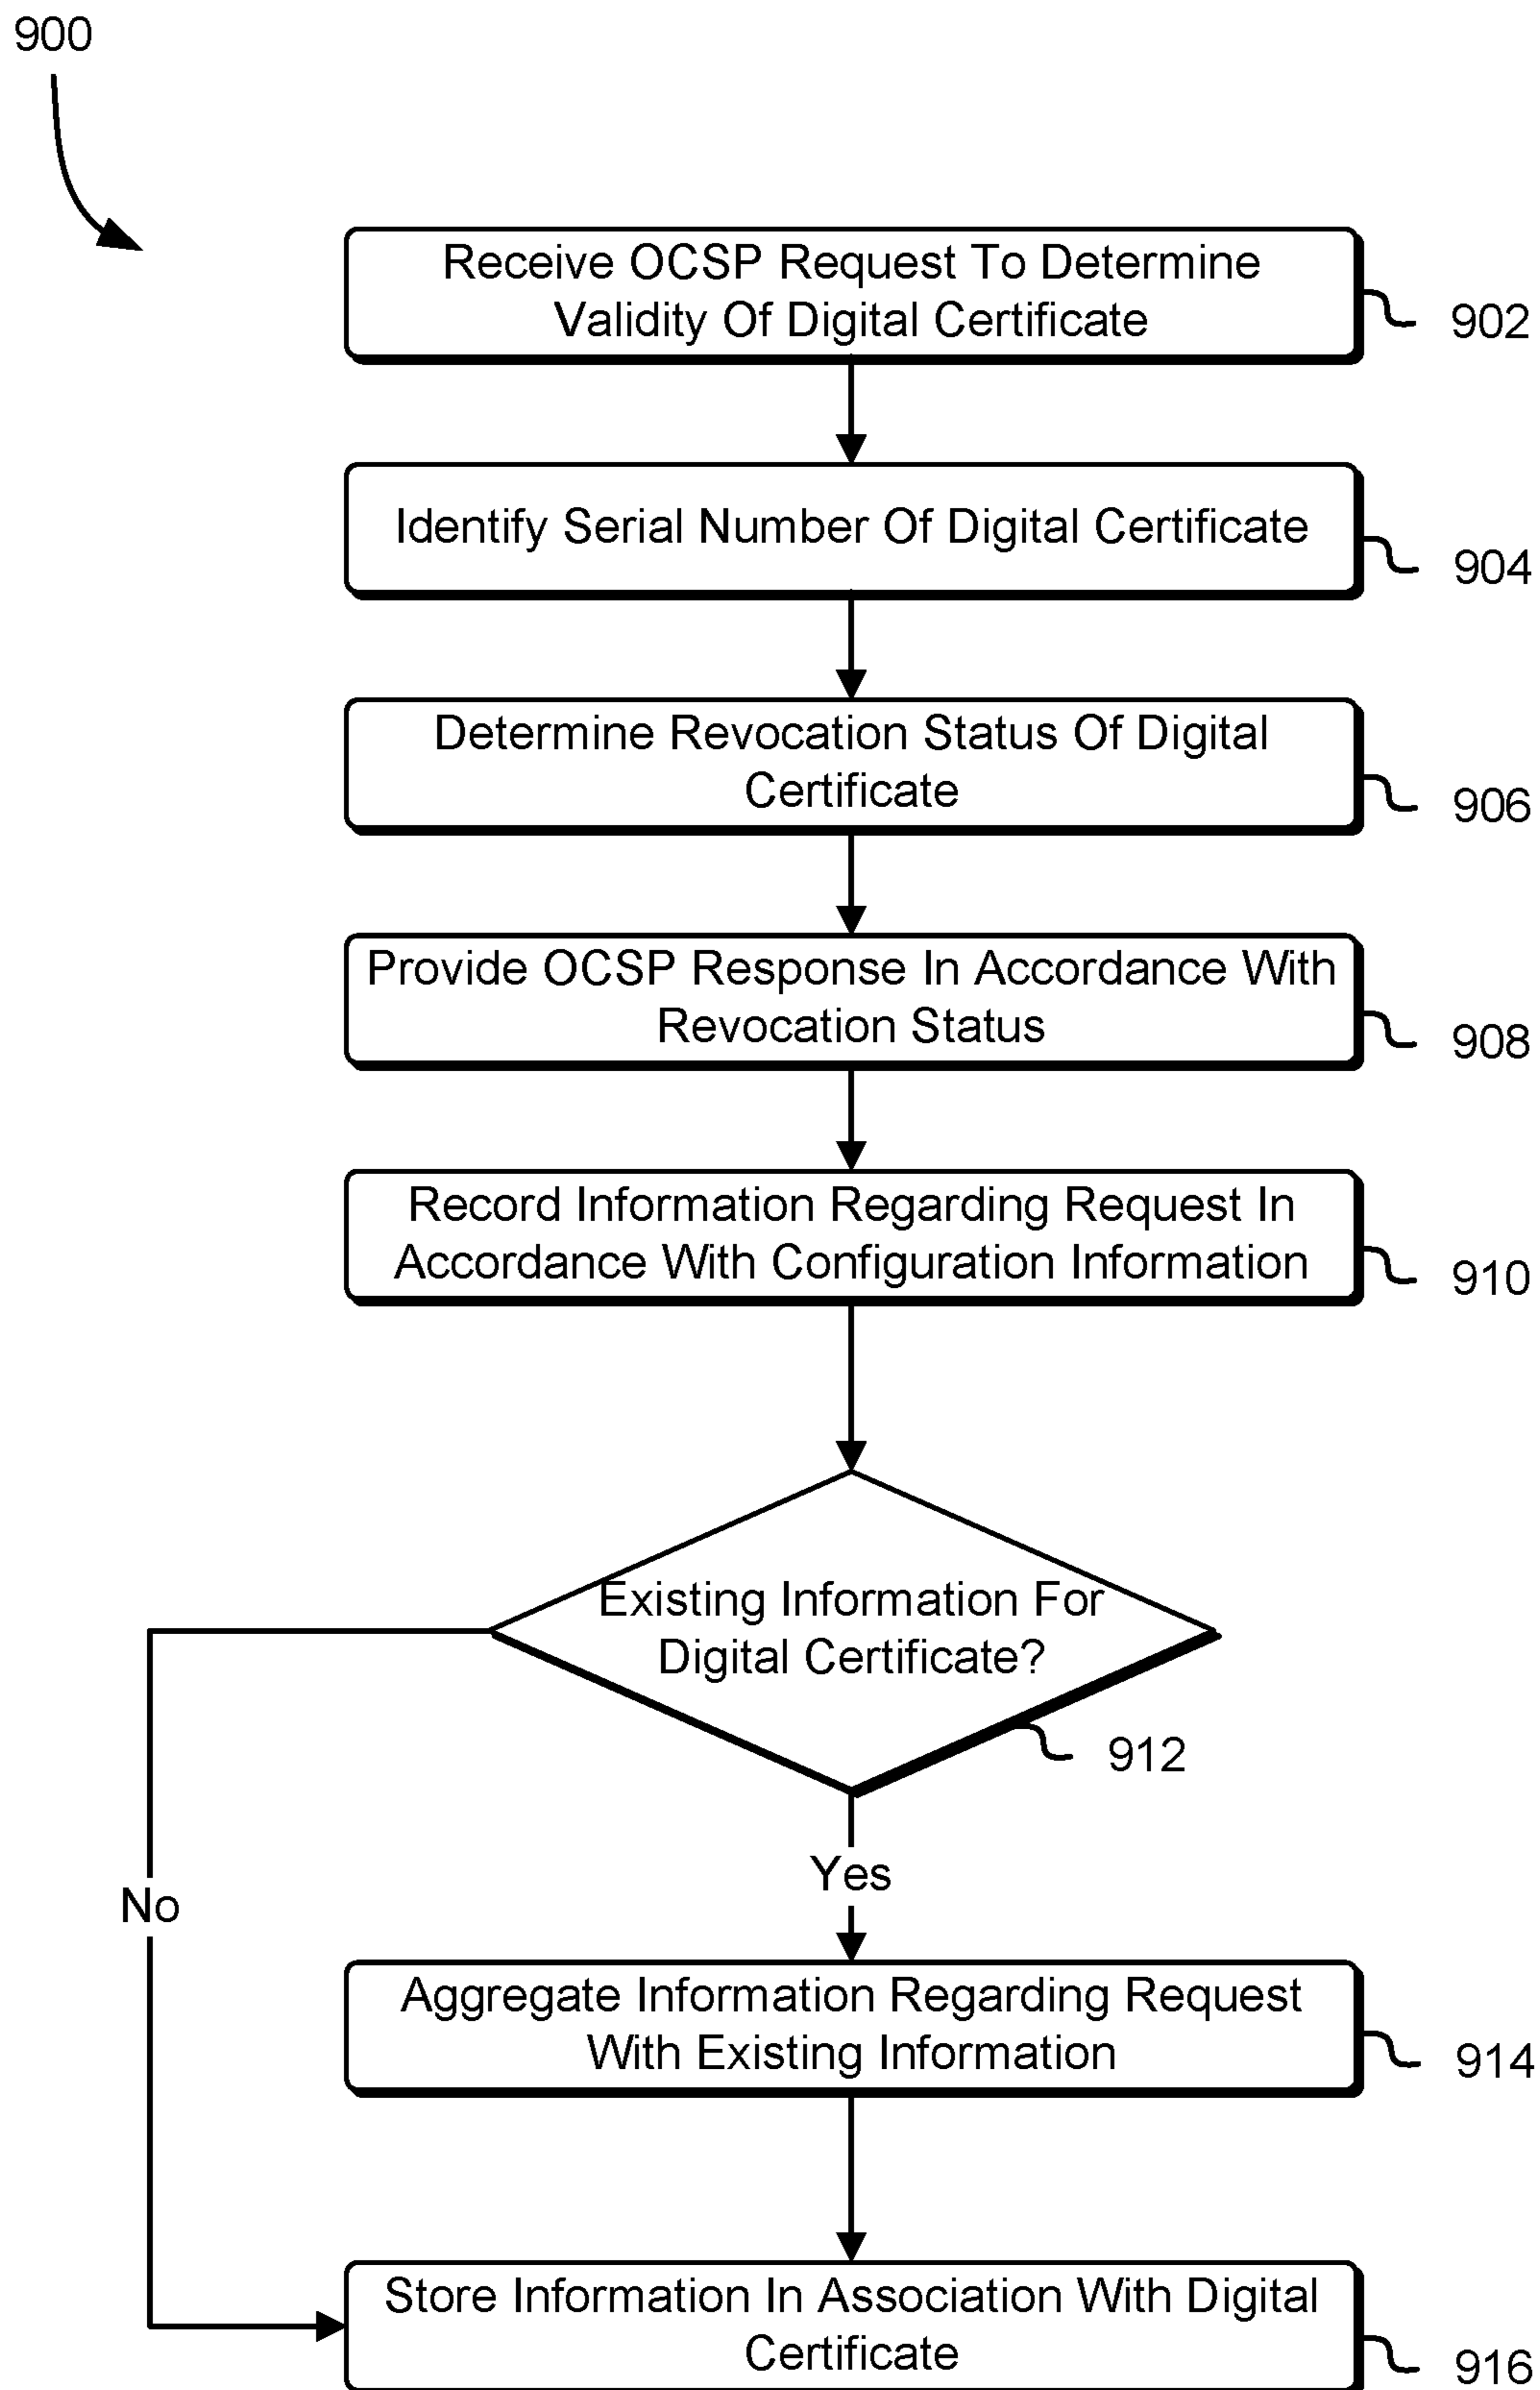 900
Receive OCSP Request To Determine
Validity Of Digital Certificate
902
Identify Serial Number Of Digital Certificate
904
Determine Revocation Status Of Digital
Certificate
906
Provide OCSP Response In Accordance With
Revocation Status
908
Record Information Regarding Request In
Accordance With Configuration Information
910
Existing Information For
Digital Certificate?
912
Yes
No
Aggregate Information Regarding Request
With Existing Information
914
Store Information In Association With Digital
Certificate
916